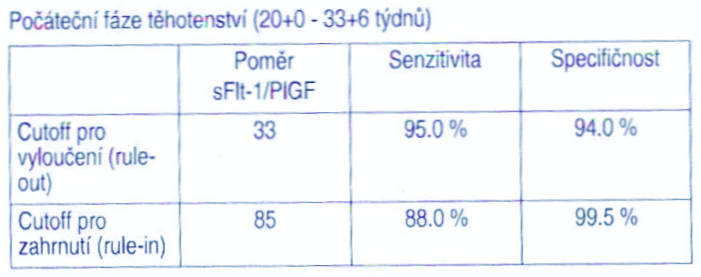 Počáteční fáze těhotenství (20+0 - 33+6 týdnů)
Poměr Senzitivita Specifičnost
sFlt-1/PlGF
Cutoff pro 33 95.0 % 94.0 %
vyloučení (rule-
out)
Cutoff pro 85 88.0 % 99.5 %
zahrnutí (rule-in)